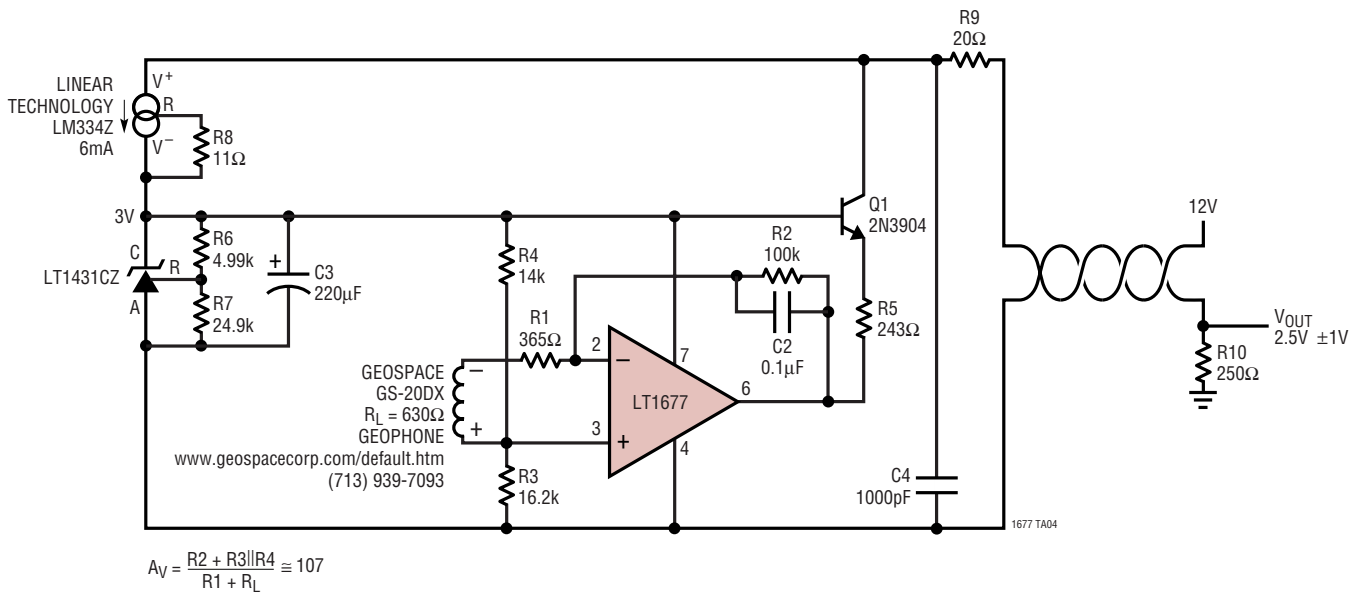 R9
20Ω
LINEAR
TECHNOLOGY
LM334Z
6mA
V+
R
V–
R8
11Ω
3V
C
R
LT1431CZ
A
R6
4.99k
R7
24.9k
+
C3
220µF
R4
14k
R1
365Ω
R2
100k
C2
0.1µF
Q1
2N3904
R5
243Ω
12V
VOUT
2.5V ±1V
R10
250Ω
GEOSPACE
GS-20DX
RL = 630Ω
GEOPHONE
www.geospacecorp.com/default.htm
(713) 939-7093
–
+
2
–
3
+
7
LT1677
6
4
R3
16.2k
C4
1000pF
1677 TA04
AV = R2 + R3||R4 ≅ 107
R1 + RL